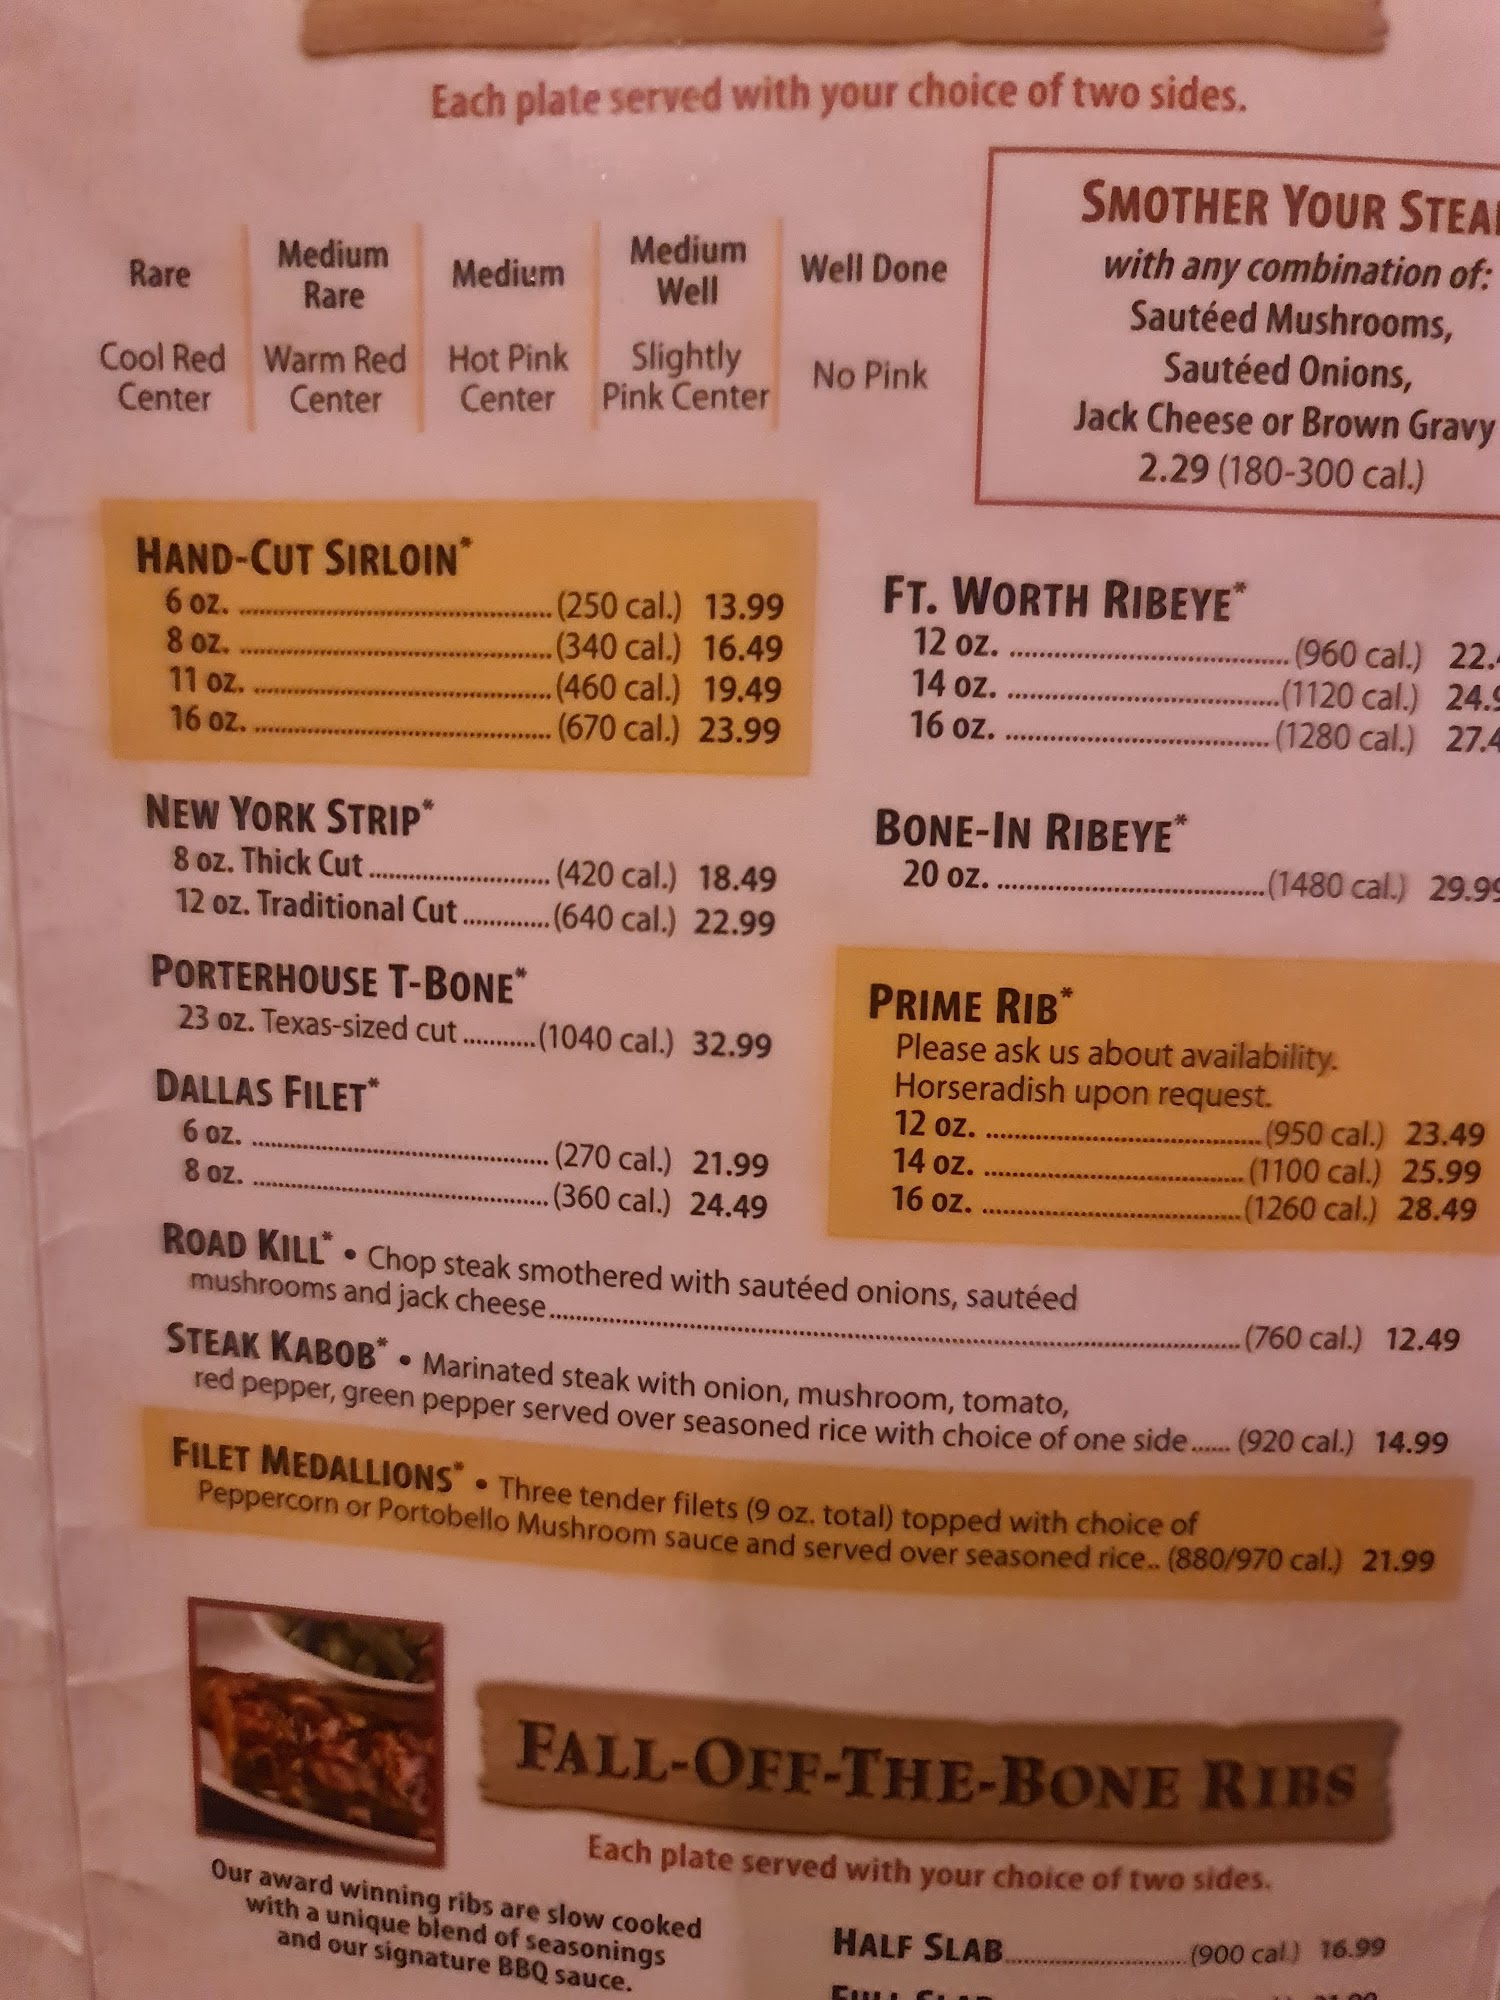 Each plate served with your choice of two sides.
Rare
Cool Red
Center
Medium
Rare
Warm Red
Center
Medium
Hot Pink
Center
Medium
Well
Slightly
Pink Center
Well Done
No Pink
SMOTHER YOUR STEA
with any combination of:
Sautéed Mushrooms,
Sautéed Onions,
Jack Cheese or Brown Gravy
2.29 (180-300 cal.)
HAND-CUT SIRLOIN*
6 oz. ........ (250 cal.) 13.99
8 oz. ........ (340 cal.) 16.49
11 oz. ........ (460 cal.) 19.49
16 oz. ........ (670 cal.) 23.99
NEW YORK STRIP*
8 oz. Thick Cut ........ (420 cal.) 18.49
12 oz. Traditional Cut ........ (640 cal.) 22.99
PORTERHOUSE T-BONE*
23 oz. Texas-sized cut ........ (1040 cal.) 32.99
DALLAS FILET*
6 oz. ........ (270 cal.) 21.99
8 oz. ........ (360 cal.) 24.49
FT. WORTH RIBEYE*
12 oz. ........ (960 cal.) 22.
14 oz. ........ (1120 cal.) 24.9
16 oz. ........ (1280 cal.) 27.4
BONE-IN RIBEYE*
20 oz. ........ (1480 cal.) 29.99
PRIME RIB*
Please ask us about availability.
Horseradish upon request.
12 oz. ........ (950 cal.) 23.49
14 oz. ........ (1100 cal.) 25.99
16 oz. ........ (1260 cal.) 28.49
ROAD KILL* • Chop steak smothered with sautéed onions, sautéed
mushrooms and jack cheese ........ (760 cal.) 12.49
STEAK KABOB* • Marinated steak with onion, mushroom, tomato,
red pepper, green pepper served over seasoned rice with choice of one side ...... (920 cal.) 14.99
FILET MEDALLIONS* • Three tender filets (9 oz. total) topped with choice of
Peppercorn or Portobello Mushroom sauce and served over seasoned rice.. (880/970 cal.) 21.99
FALL-OFF-THE-BONE RIBS
Each plate served with your choice of two sides.
Our award winning ribs are slow cooked
with a unique blend of seasonings
and our signature BBQ sauce.
HALF SLAB ........ (900 cal.) 16.99